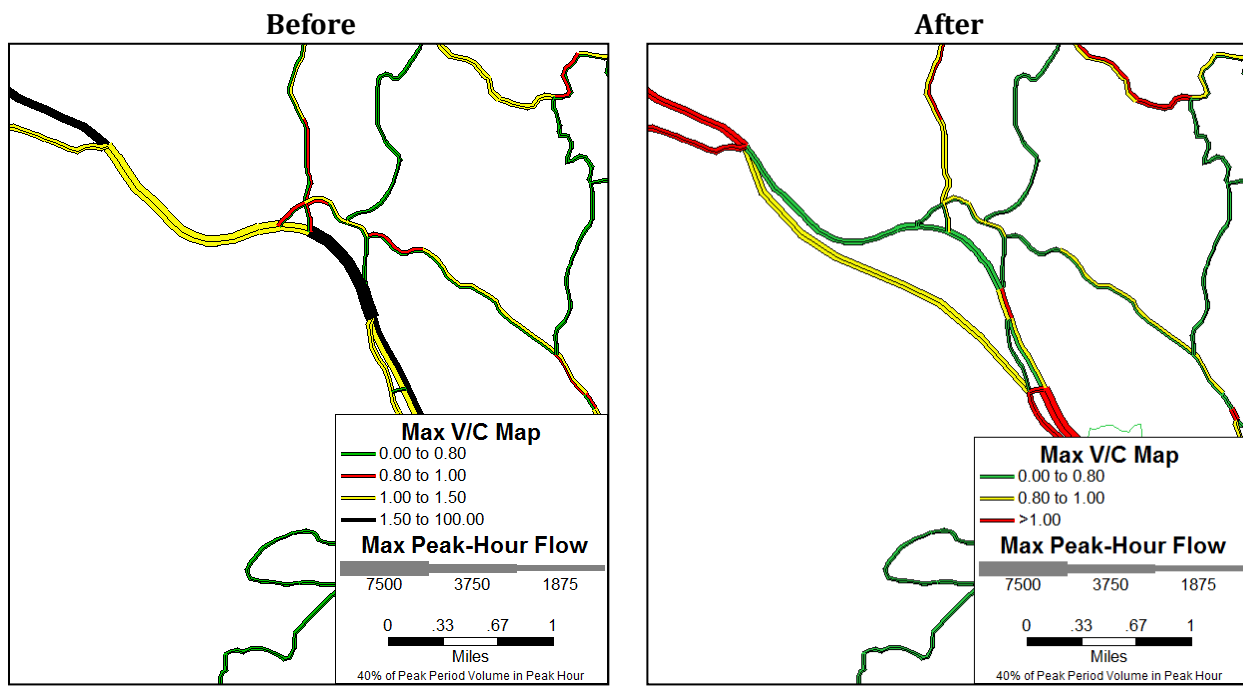 Before
Max V/C Map
0.00 to 0.80
0.80 to 1.00
1.00 to 1.50
1.50 to 100.00
Max Peak-Hour Flow
7500 3750 1875
0 .33 .67 1
Miles
40% of Peak Period Volume in Peak Hour
After
Max V/C Map
0.00 to 0.80
0.80 to 1.00
>1.00
Max Peak-Hour Flow
7500 3750 1875
0 .33 .67 1
Miles
40% of Peak Period Volume in Peak Hour